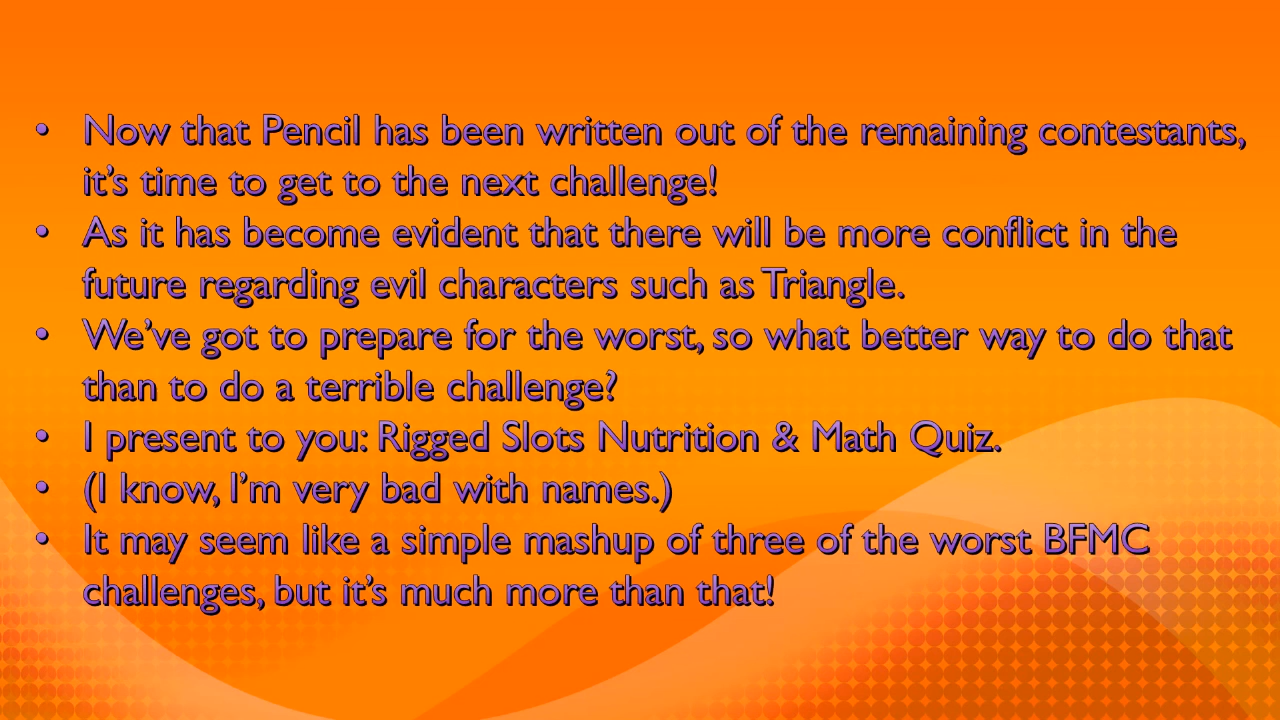 • Now that Pencil has been written out of the remaining contestants,
it’s time to get to the next challenge!
• As it has become evident that there will be more conflict in the
future regarding evil characters such as Triangle.
• We’ve got to prepare for the worst, so what better way to do that
than to do a terrible challenge?
• I present to you: Rigged Slots Nutrition & Math Quiz.
• (I know, I’m very bad with names.)
• It may seem like a simple mashup of three of the worst BFMC
challenges, but it’s much more than that!